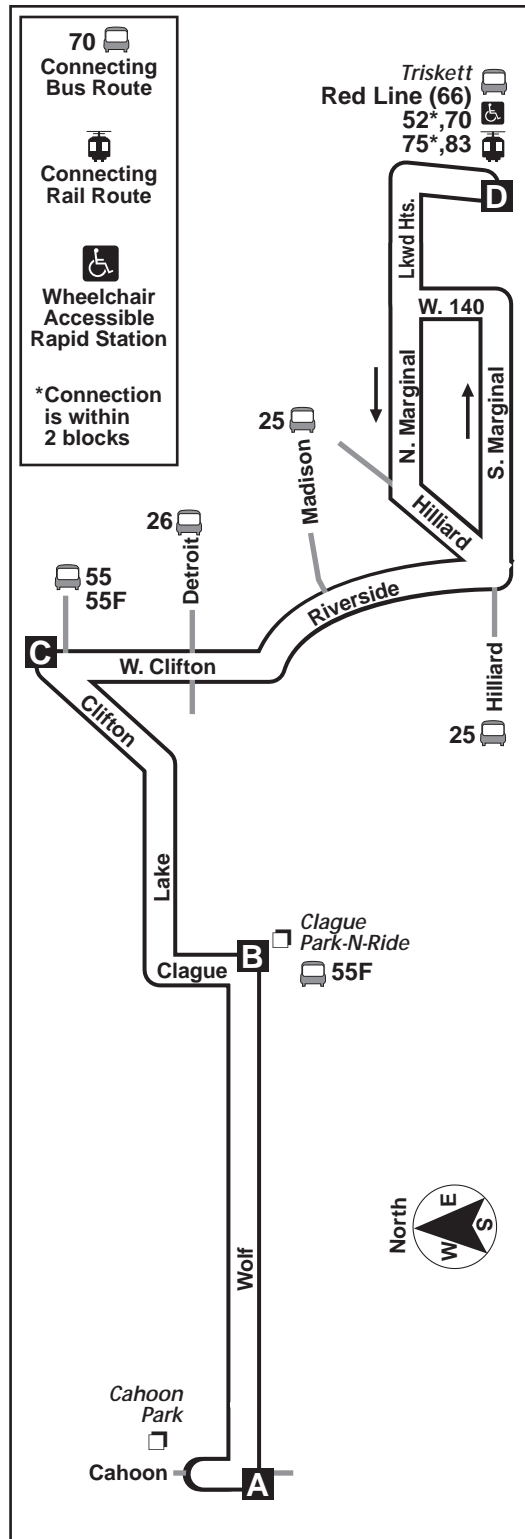 70
Connecting
Bus Route
Connecting
Rail Route
Wheelchair
Accessible
Rapid Station
*Connection
is within
2 blocks
Triskett
Red Line (66)
52*,70
75*,83
D
Lkwd Hts.
W. 140
N. Marginal
S. Marginal
25
Madison
Hilliard
26
Detroit
Riverside
55
55F
C
W. Clifton
Hilliard
25
Clifton
Lake
Clague
Park-N-Ride
B
55F
Clague
North
E
W
S
Wolf
Cahoon
Park
Cahoon
A